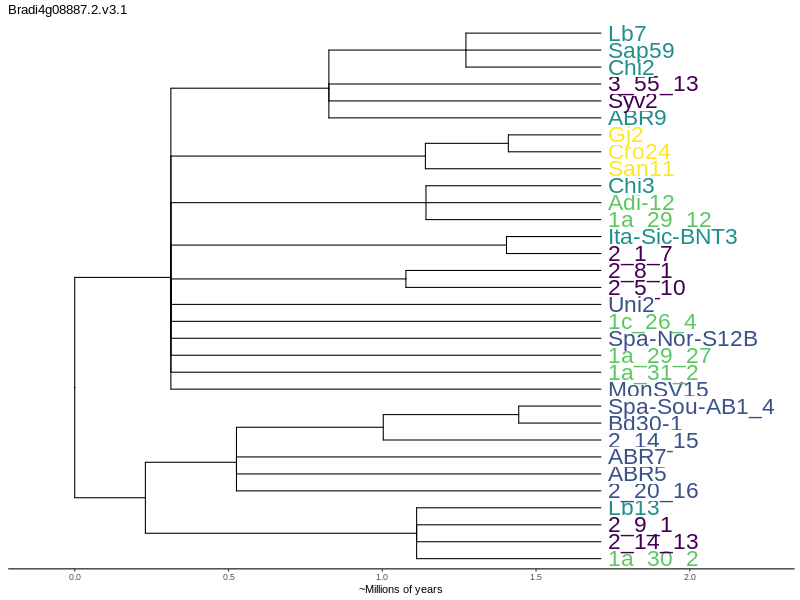 Bradi4g08887.2.v3.1
Lb7
Sap59
Chi2
3_55_13
Syv2
ABR9
Gj2
Cro24
San11
Chi3
Adi-12
1a_29_12
Ita-Sic-BNT3
2_1_7
2_8_1
2_5_10
Uni2
1c_26_4
Spa-Nor-S12B
1a_29_27
1a_31_2
MonSV15
Spa-Sou-AB1_4
Bd30-1
2_14_15
ABR7
ABR5
2_20_16
Lb13
2_9_1
2_14_13
1a_30_2
0.0 0.5 1.0 1.5 2.0
~Millions of years